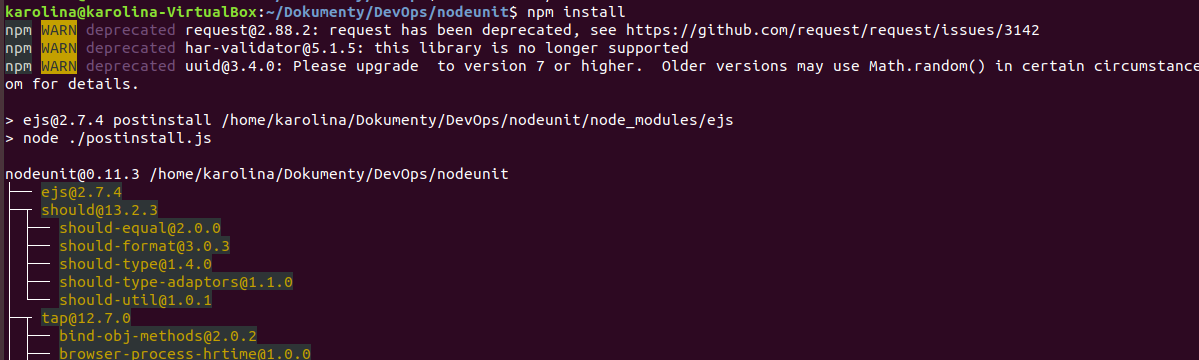 karolina@karolina-VirtualBox:~/Dokumenty/DevOps/nodeunit$ npm install
npm WARN deprecated request@2.88.2: request has been deprecated, see https://github.com/request/request/issues/3142
npm WARN deprecated har-validator@5.1.5: this library is no longer supported
npm WARN deprecated uuid@3.4.0: Please upgrade  to version 7 or higher.  Older versions may use Math.random() in certain circumstance
om for details.
> ejs@2.7.4 postinstall /home/karolina/Dokumenty/DevOps/nodeunit/node_modules/ejs
> node ./postinstall.js
nodeunit@0.11.3 /home/karolina/Dokumenty/DevOps/nodeunit
ejs@2.7.4
should@13.2.3
should-equal@2.0.0
should-format@3.0.3
should-type@1.4.0
should-type-adaptors@1.1.0
should-util@1.0.1
tap@12.7.0
bind-obj-methods@2.0.2
browser-process-hrtime@1.0.0